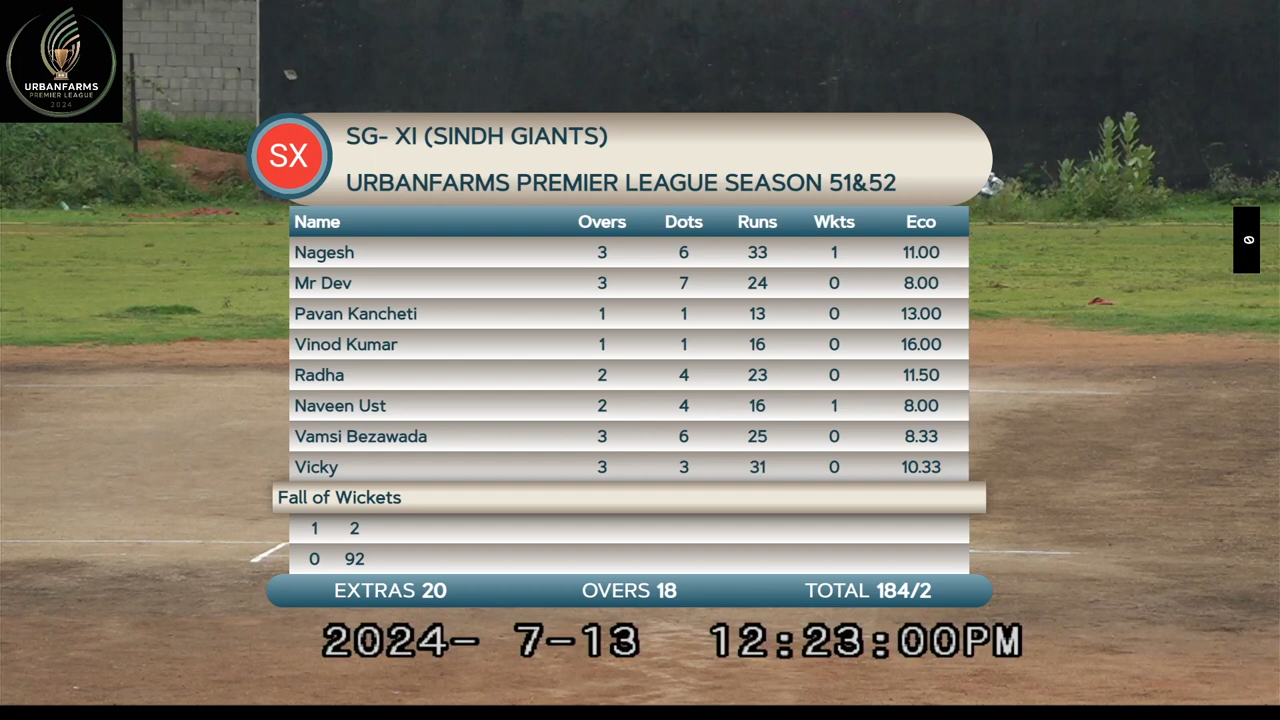 URBANFARMS
PREMIER LEAGUE
2024
SX
SG- XI (SINDH GIANTS)
URBANFARMS PREMIER LEAGUE SEASON 51&52
Name Overs Dots Runs Wkts Eco
Nagesh 3 6 33 1 11.00
Mr Dev 3 7 24 0 8.00
Pavan Kancheti 1 1 13 0 13.00
Vinod Kumar 1 1 16 0 16.00
Radha 2 4 23 0 11.50
Naveen Ust 2 4 16 1 8.00
Vamsi Bezawada 3 6 25 0 8.33
Vicky 3 3 31 0 10.33
Fall of Wickets
1 2
0 92
EXTRAS 20 OVERS 18 TOTAL 184/2
2024- 7-13 12:23:00PM
0